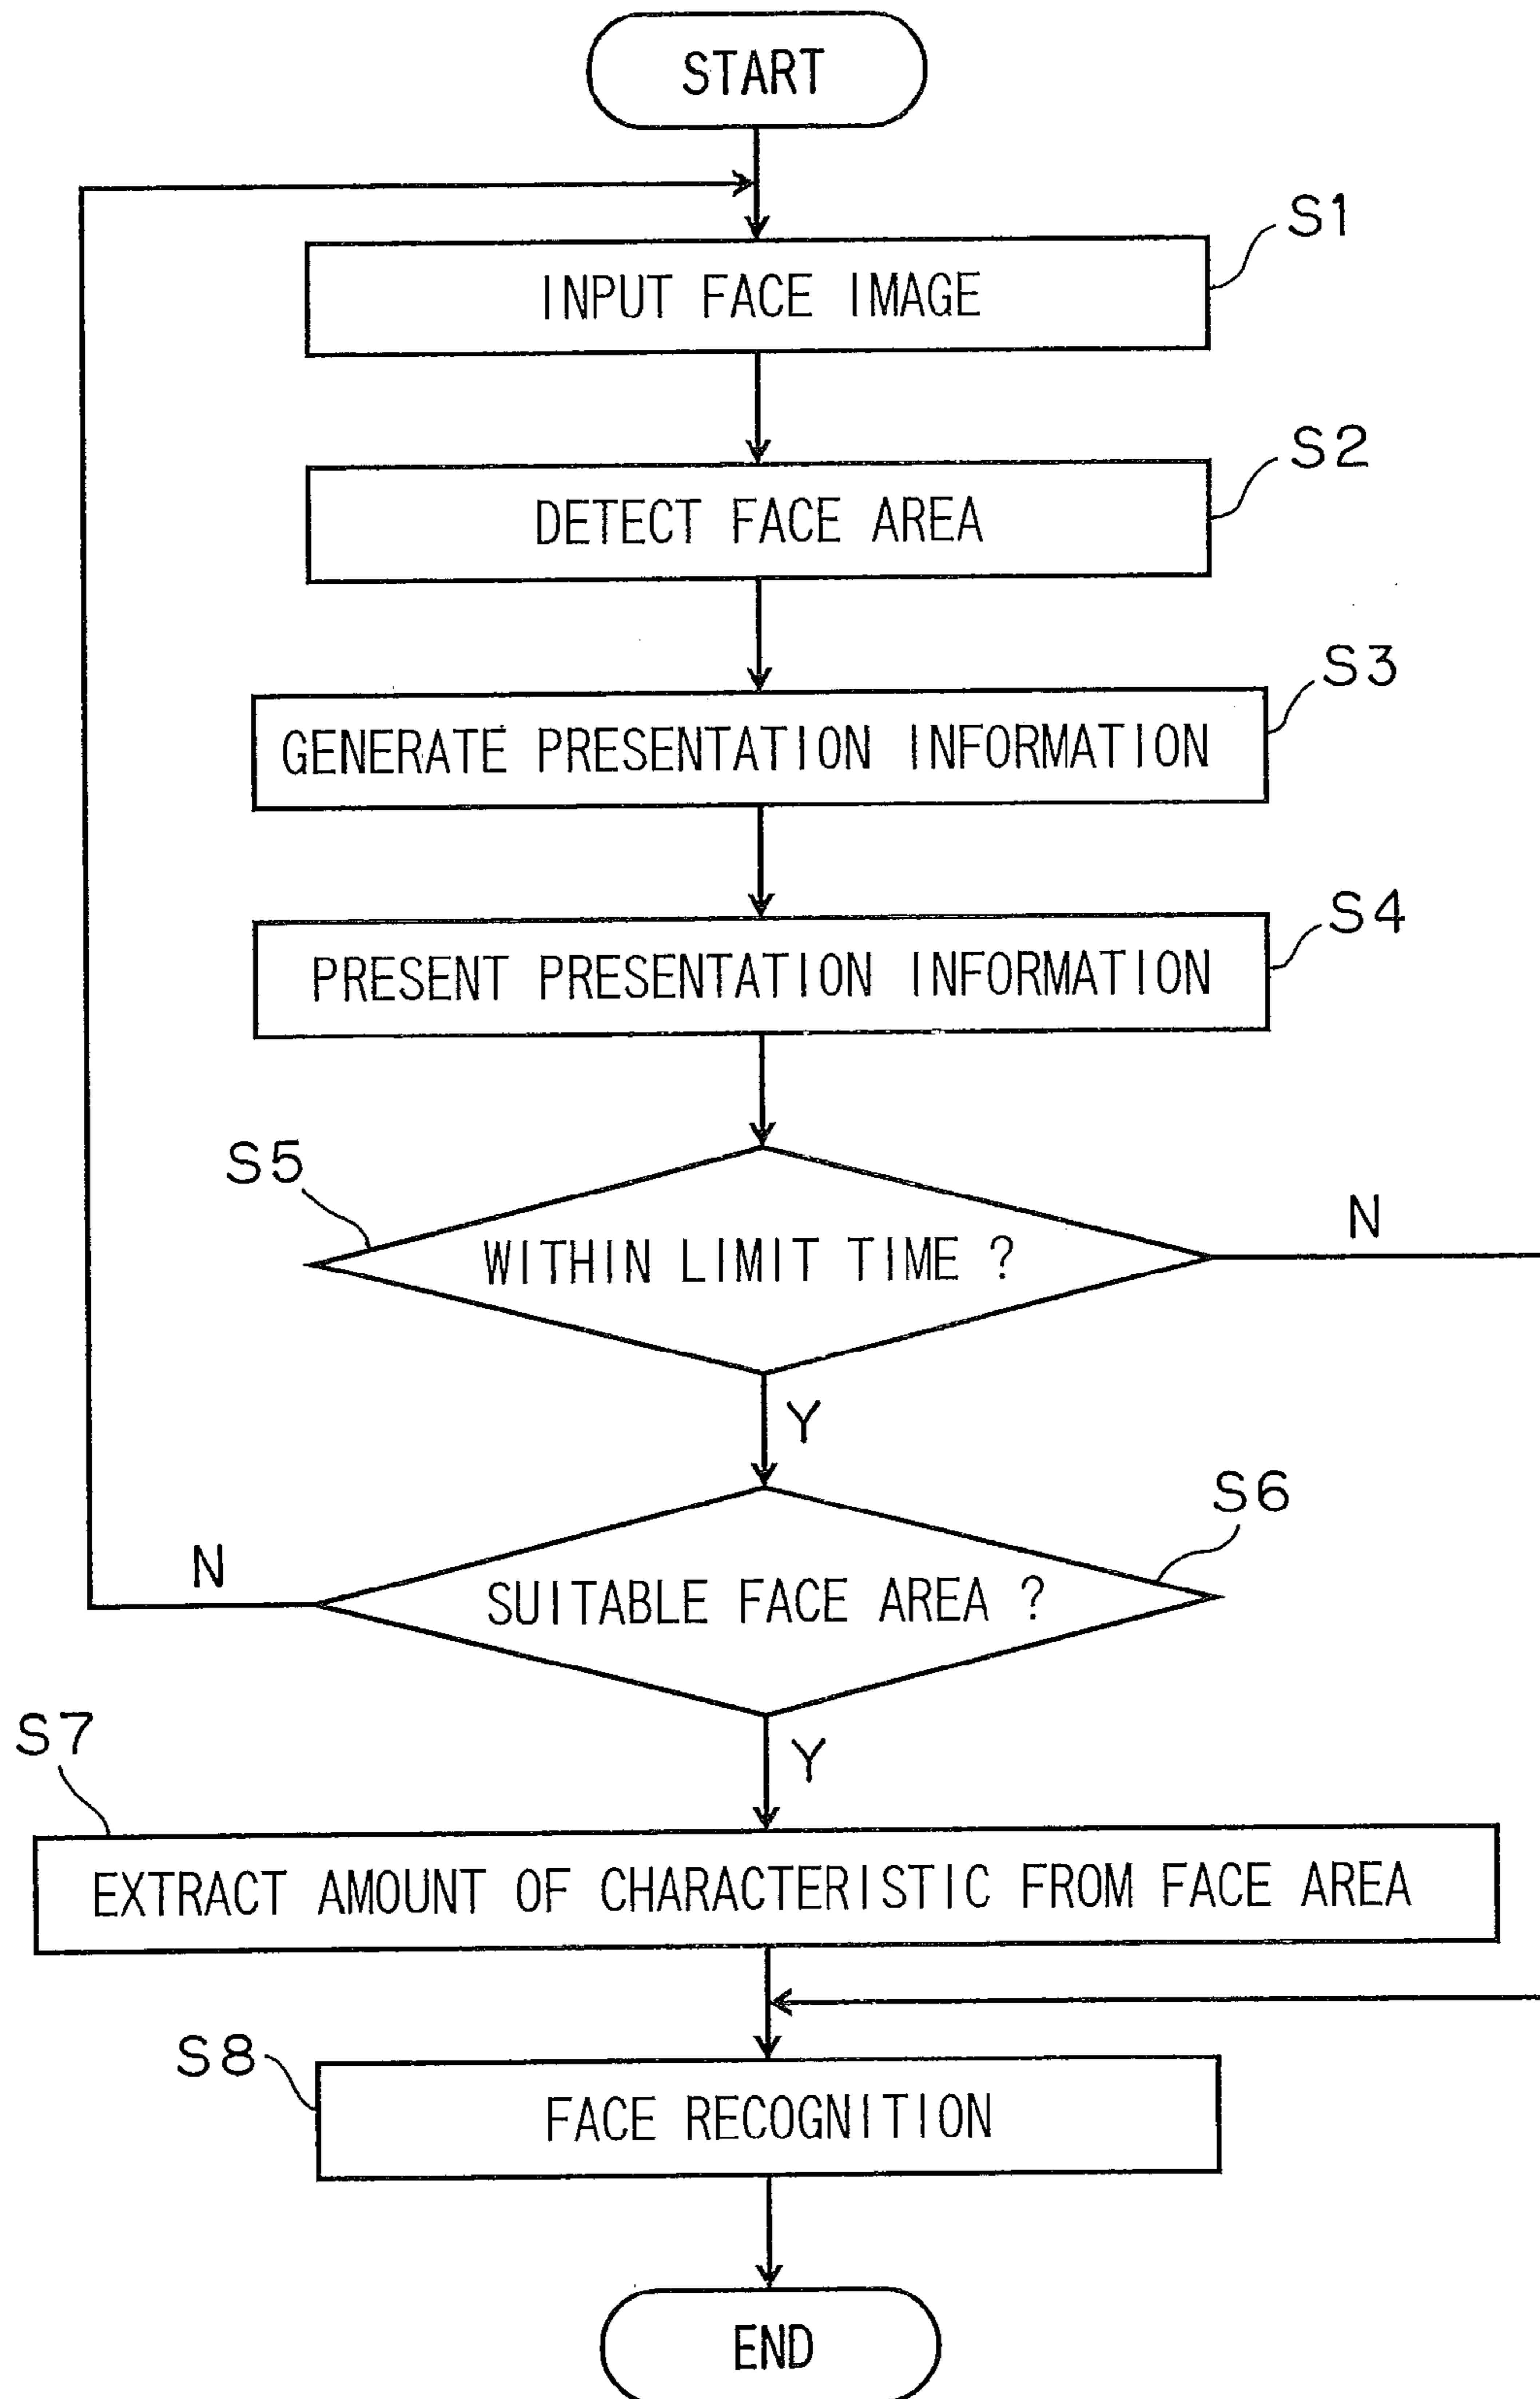 START
S1
INPUT FACE IMAGE
S2
DETECT FACE AREA
S3
GENERATE PRESENTATION INFORMATION
S4
PRESENT PRESENTATION INFORMATION
S5
WITHIN LIMIT TIME ?
N
Y
S6
SUITABLE FACE AREA ?
N
Y
S7
EXTRACT AMOUNT OF CHARACTERISTIC FROM FACE AREA
S8
FACE RECOGNITION
END